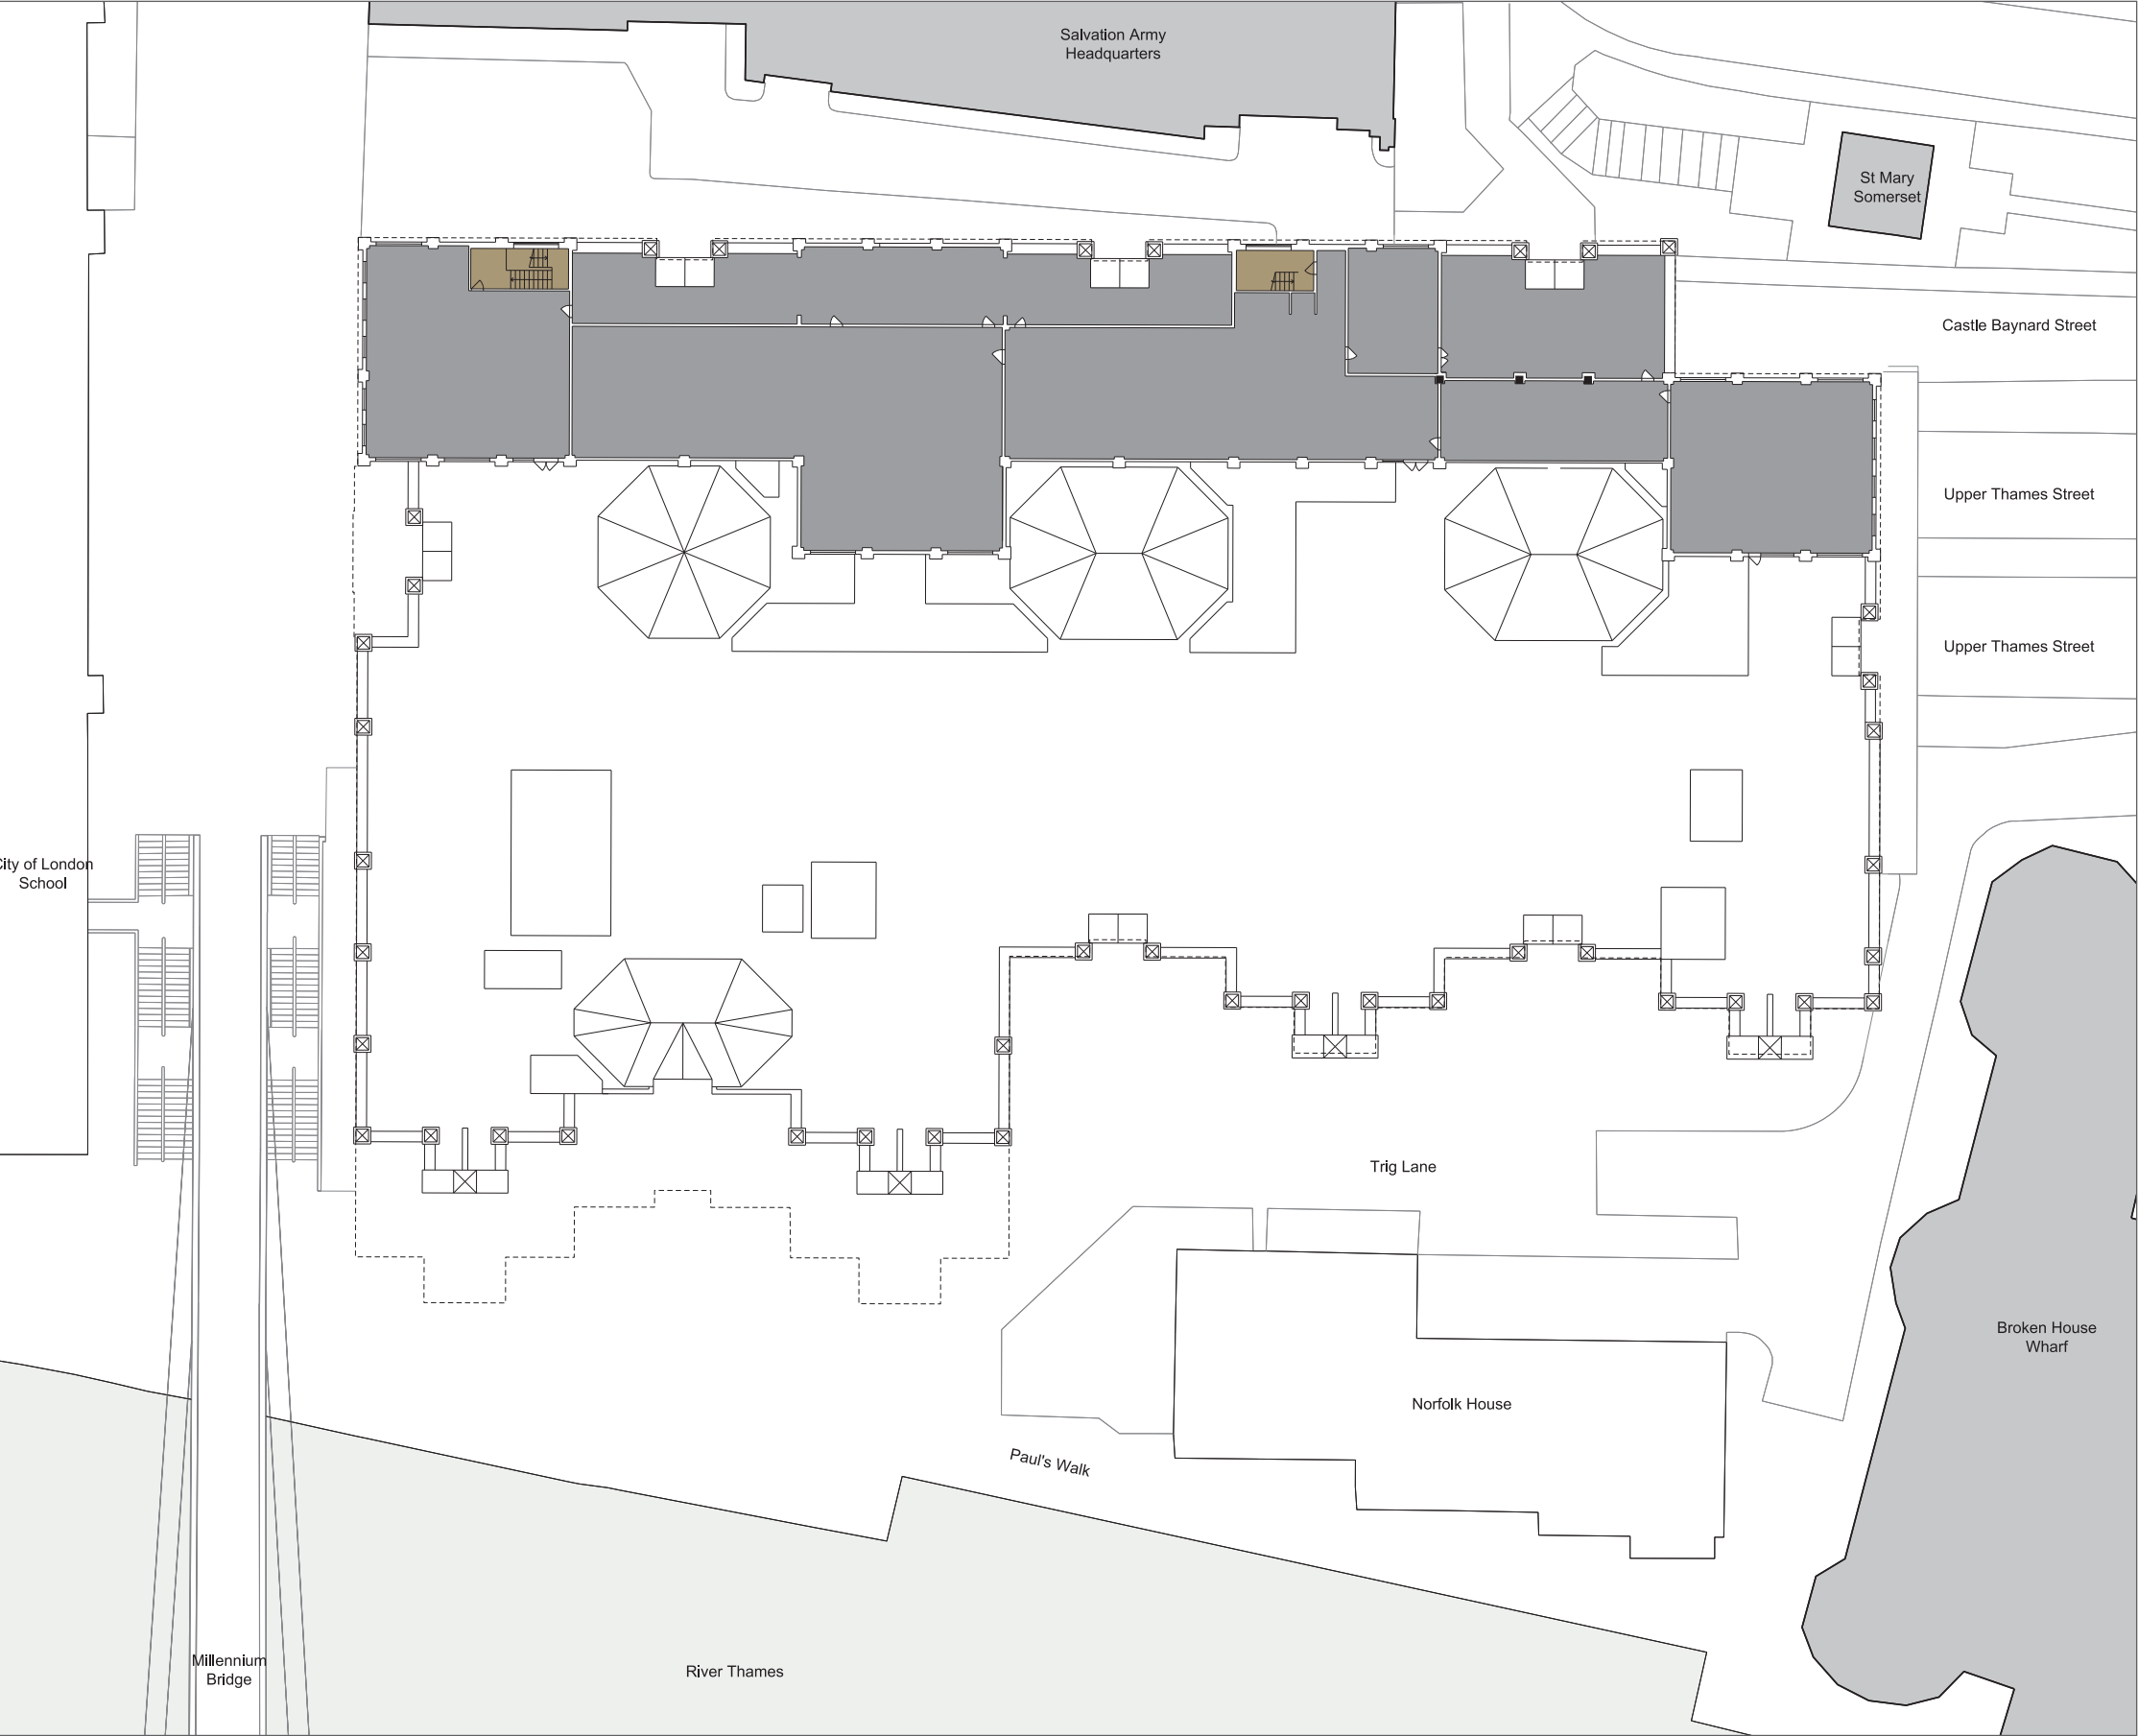 Salvation Army
Headquarters
St Mary
Somerset
Castle Baynard Street
Upper Thames Street
Upper Thames Street
City of London
School
Trig Lane
Broken House
Wharf
Norfolk House
Paul's Walk
Millennium
Bridge
River Thames